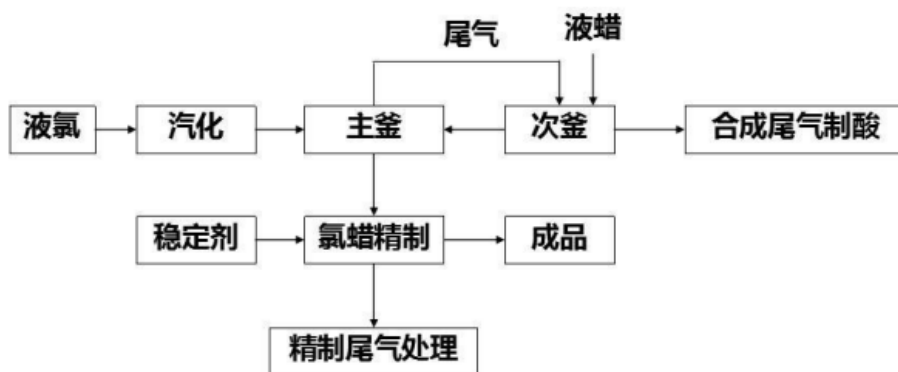 尾气
液蜡
液氯
汽化
主釜
次釜
合成尾气制酸
稳定剂
氯蜡精制
成品
精制尾气处理